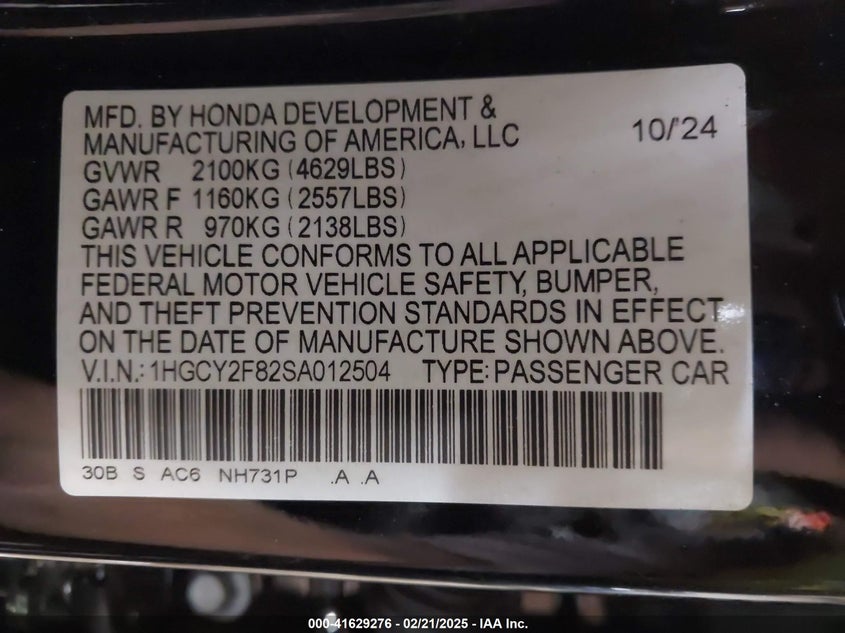 MFD. BY HONDA DEVELOPMENT &
MANUFACTURING OF AMERICA, LLC 10/'24
GVWR 2100KG (4629LBS)
GAWR F 1160KG (2557LBS)
GAWR R 970KG (2138LBS)
THIS VEHICLE CONFORMS TO ALL APPLICABLE
FEDERAL MOTOR VEHICLE SAFETY, BUMPER,
AND THEFT PREVENTION STANDARDS IN EFFECT
ON THE DATE OF MANUFACTURE SHOWN ABOVE.
V.I.N.: 1HGCY2F82SA012504 TYPE: PASSENGER CAR
30B S AC6 NH731P .A .A
000-41629276 - 02/21/2025 - IAA Inc.